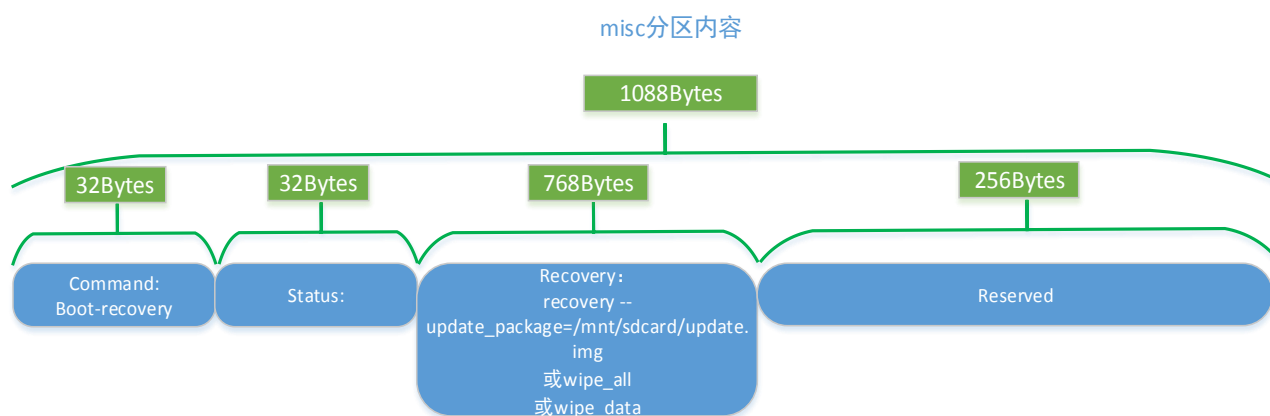 misc分区内容
1088Bytes
32Bytes
32Bytes
768Bytes
256Bytes
Command:
Boot-recovery
Status:
Recovery：
recovery --
update_package=/mnt/sdcard/update.
img
或wipe_all
或wipe_data
Reserved